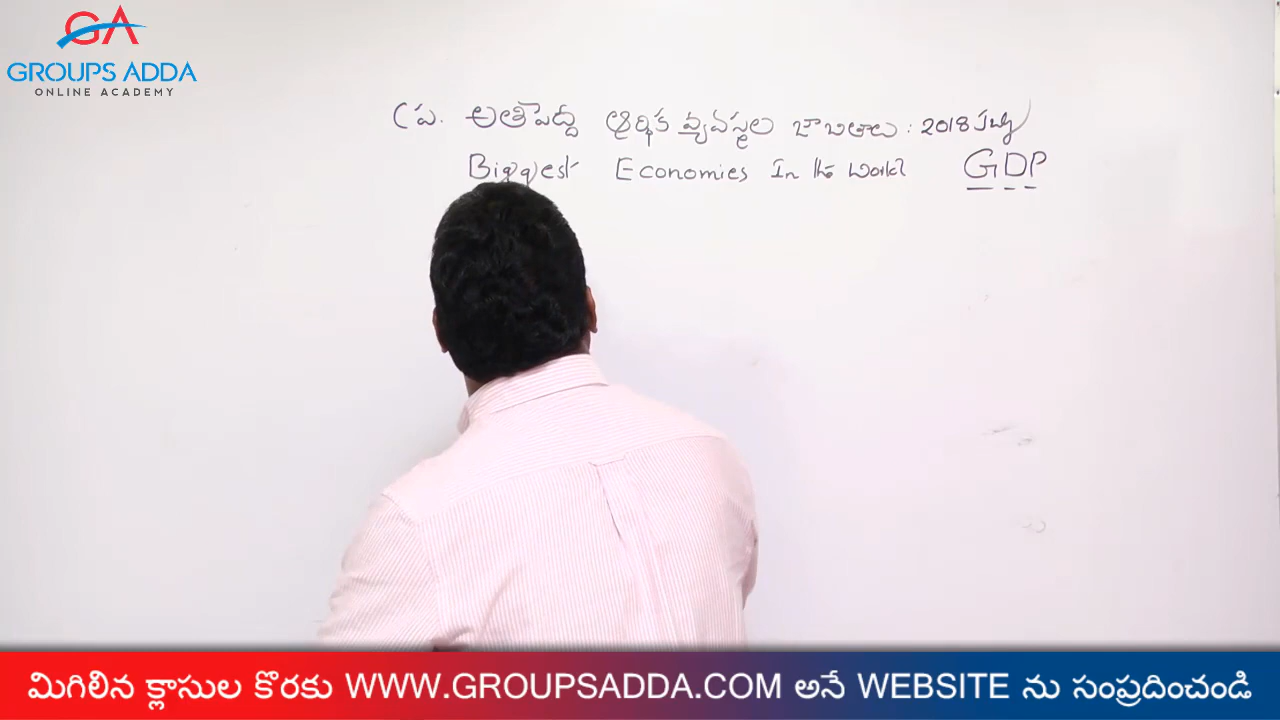 GA
GROUPS ADDA
ONLINE ACADEMY
ప్ర. అతిపెద్ద ఆర్థిక వ్యవస్థల జాబితాలు : 2018
Biggest Economies In the World GDP
మిగిలిన క్లాసుల కొరకు WWW.GROUPSADDA.COM అనే WEBSITE ను సంప్రదించండి